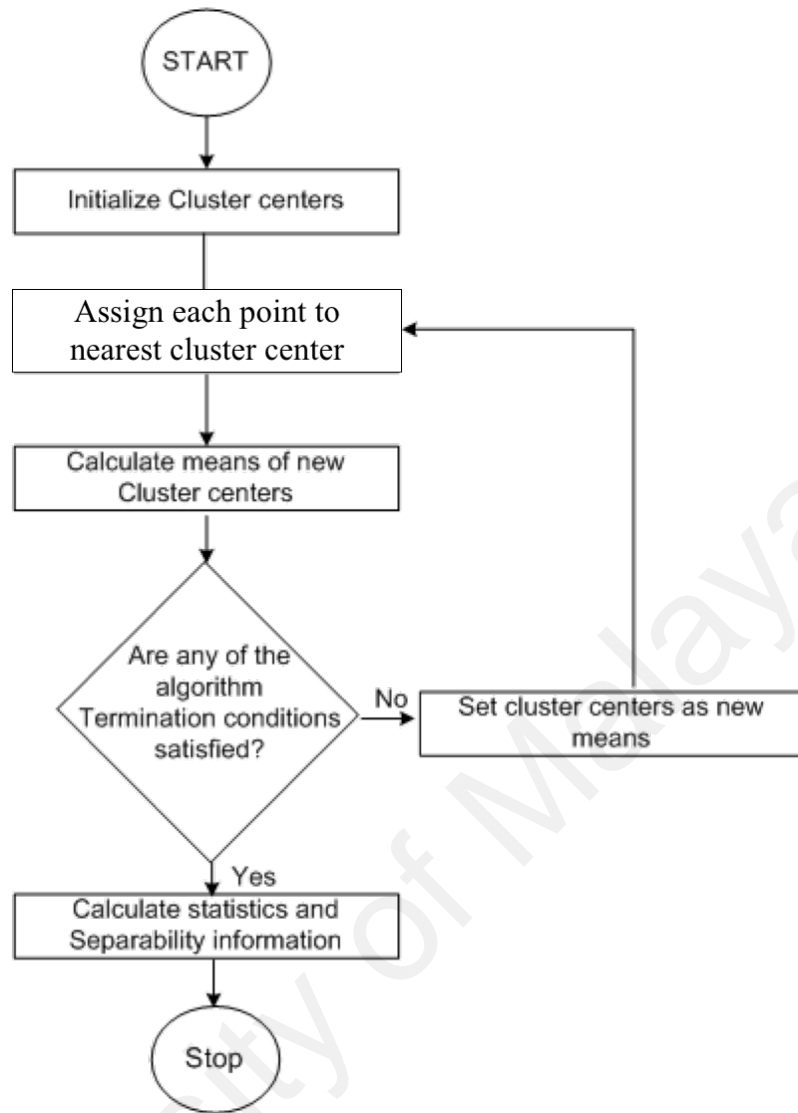 START
Initialize Cluster centers
Assign each point to
nearest cluster center
Calculate means of new
Cluster centers
Are any of the
algorithm
Termination conditions
satisfied?
No
Set cluster centers as new
means
Yes
Calculate statistics and
Separability information
Stop
of Malaya